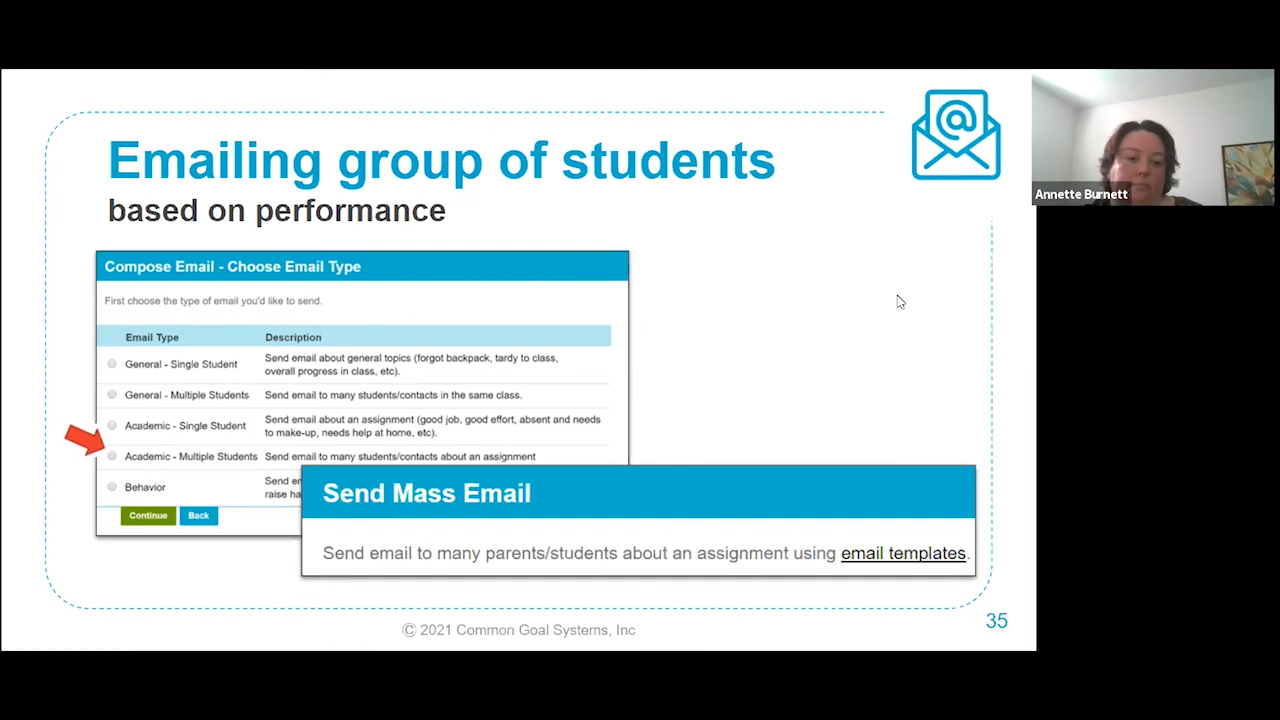 Emailing group of students
based on performance
Annette Burnett
Compose Email - Choose Email Type
First choose the type of email you'd like to send.
Email Type Description
General - Single Student Send email about general topics (forgot backpack, tardy to class,
overall progress in class, etc).
General - Multiple Students Send email to many students/contacts in the same class.
Academic - Single Student Send email about an assignment (good job, good effort, absent and needs
to make-up, needs help at home, etc).
Academic - Multiple Students Send email to many students/contacts about an assignment
Behavior Send
raise
Continue Back
Send Mass Email
Send email to many parents/students about an assignment using email templates.
© 2021 Common Goal Systems, Inc
35